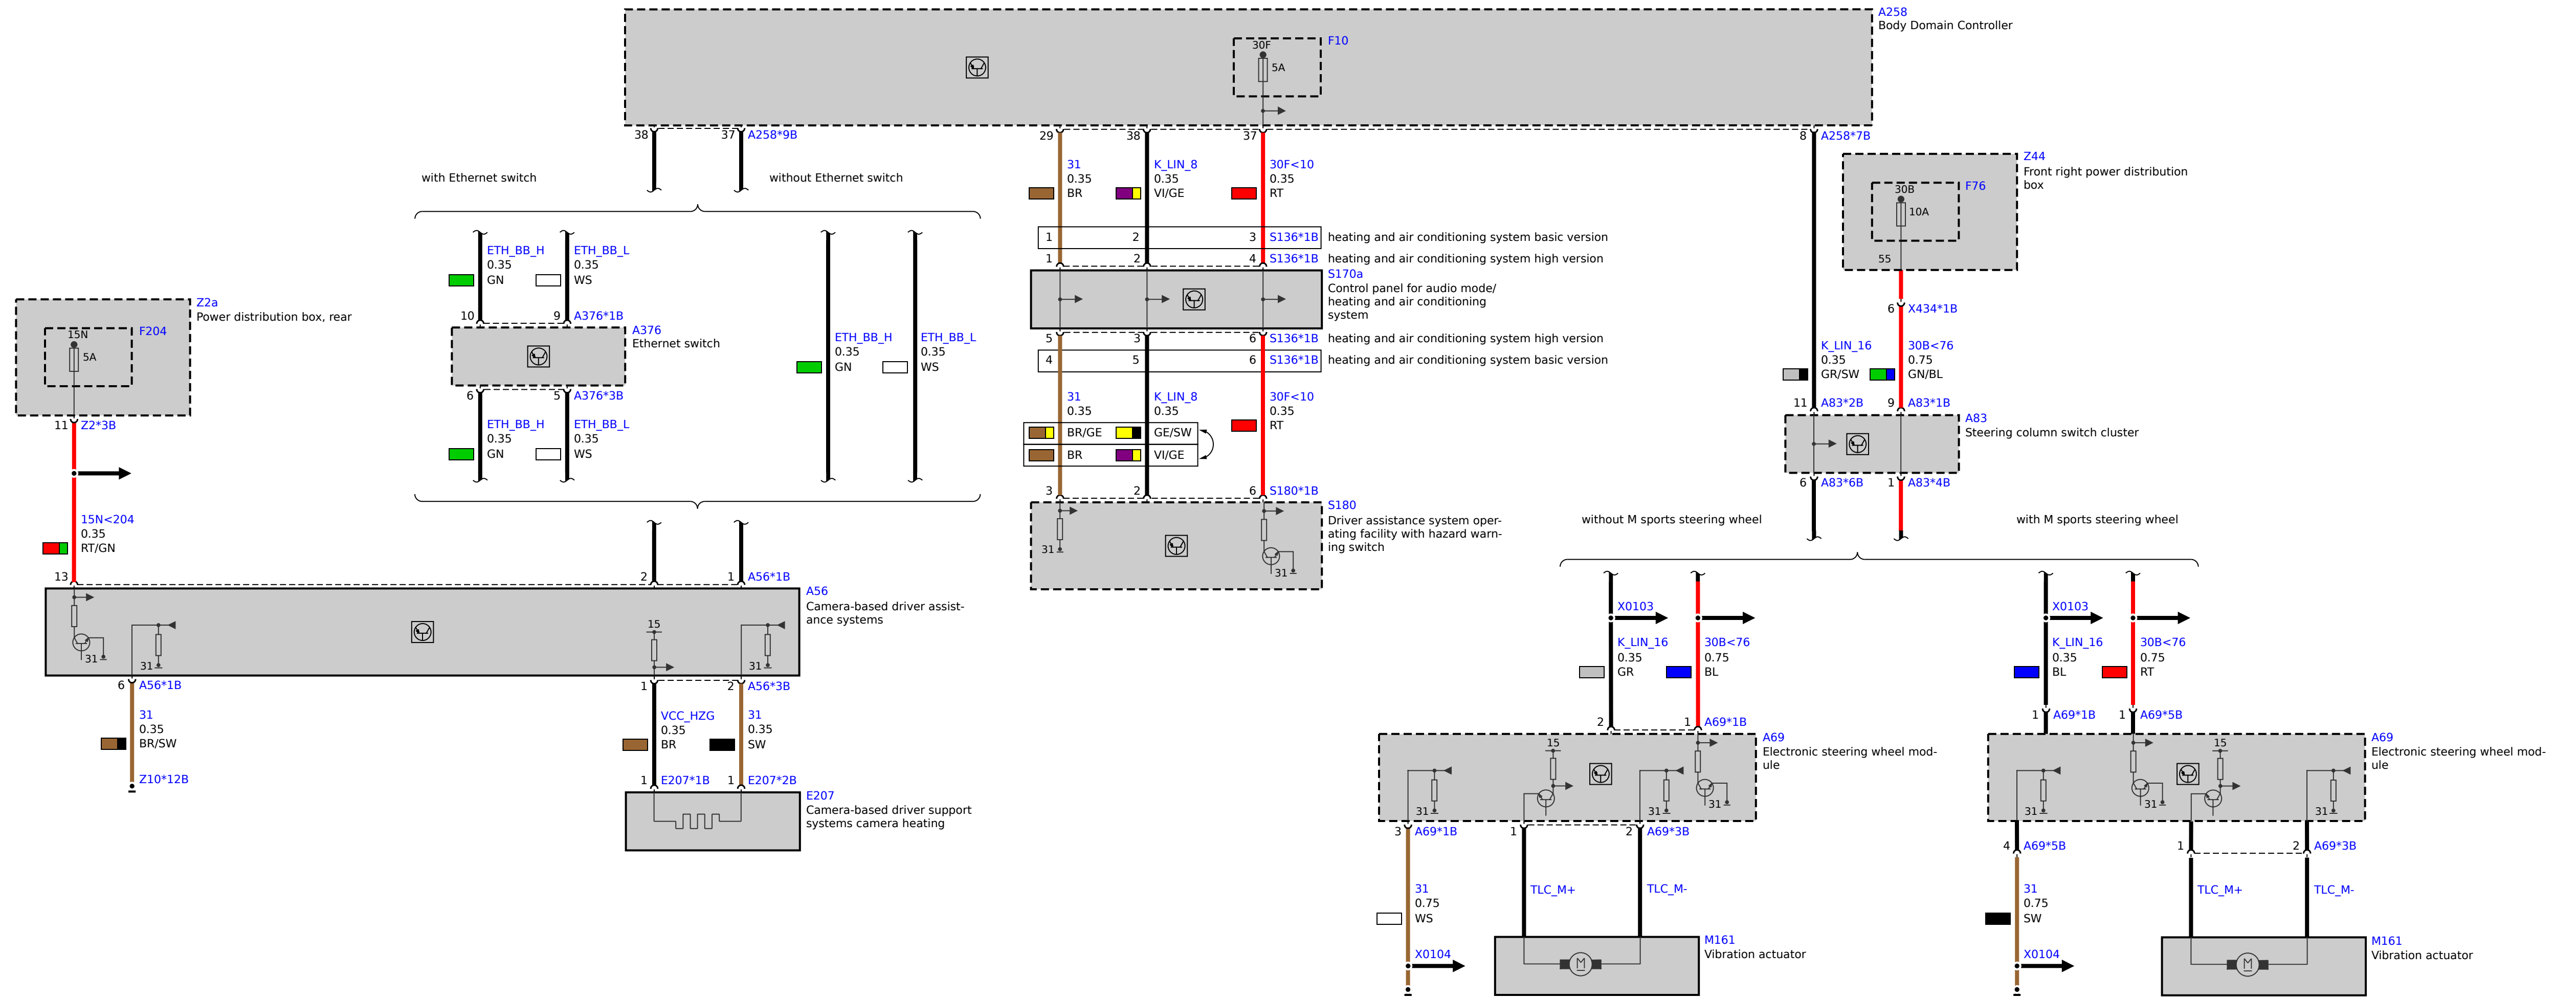 A258
Body Domain Controller
30F
F10
5A
38
37
A258*9B
29
38
37
8
A258*7B
with Ethernet switch
without Ethernet switch
31
0.35
BR
K_LIN_8
0.35
VI/GE
30F<10
0.35
RT
Z44
Front right power distribution
box
30B
F76
10A
55
6
X434*1B
ETH_BB_H
0.35
GN
ETH_BB_L
0.35
WS
1
2
3
S136*1B
heating and air conditioning system basic version
1
2
4
S136*1B
heating and air conditioning system high version
S170a
Control panel for audio mode/
heating and air conditioning
system
Z2a
Power distribution box, rear
15N
F204
5A
11
Z2*3B
10
9
A376*1B
A376
Ethernet switch
6
5
A376*3B
ETH_BB_H
0.35
GN
ETH_BB_L
0.35
WS
ETH_BB_H
0.35
GN
ETH_BB_L
0.35
WS
5
3
6
S136*1B
heating and air conditioning system high version
4
5
6
S136*1B
heating and air conditioning system basic version
31
0.35
BR/GE
BR
K_LIN_8
0.35
GE/SW
VI/GE
30F<10
0.35
RT
3
2
6
S180*1B
S180
Driver assistance system oper-
ating facility with hazard warn-
ing switch
31
31
K_LIN_16
0.35
GR/SW
30B<76
0.75
GN/BL
11
A83*2B
9
A83*1B
A83
Steering column switch cluster
6
A83*6B
1
A83*4B
without M sports steering wheel
with M sports steering wheel
15N<204
0.35
RT/GN
13
2
1
A56*1B
A56
Camera-based driver assist-
ance systems
31
31
15
31
6
A56*1B
1
2
A56*3B
31
0.35
BR/SW
Z10*12B
VCC_HZG
0.35
BR
31
0.35
SW
1
E207*1B
1
E207*2B
E207
Camera-based driver support
systems camera heating
X0103
K_LIN_16
0.35
GR
30B<76
0.75
BL
2
1
A69*1B
A69
Electronic steering wheel mod-
ule
31
15
31
31
3
A69*1B
1
2
A69*3B
31
0.75
WS
X0104
TLC_M+
TLC_M-
M
M161
Vibration actuator
X0103
K_LIN_16
0.35
BL
30B<76
0.75
RT
1
A69*1B
1
A69*5B
A69
Electronic steering wheel mod-
ule
31
31
15
31
4
A69*5B
1
2
A69*3B
31
0.75
SW
X0104
TLC_M+
TLC_M-
M
M161
Vibration actuator